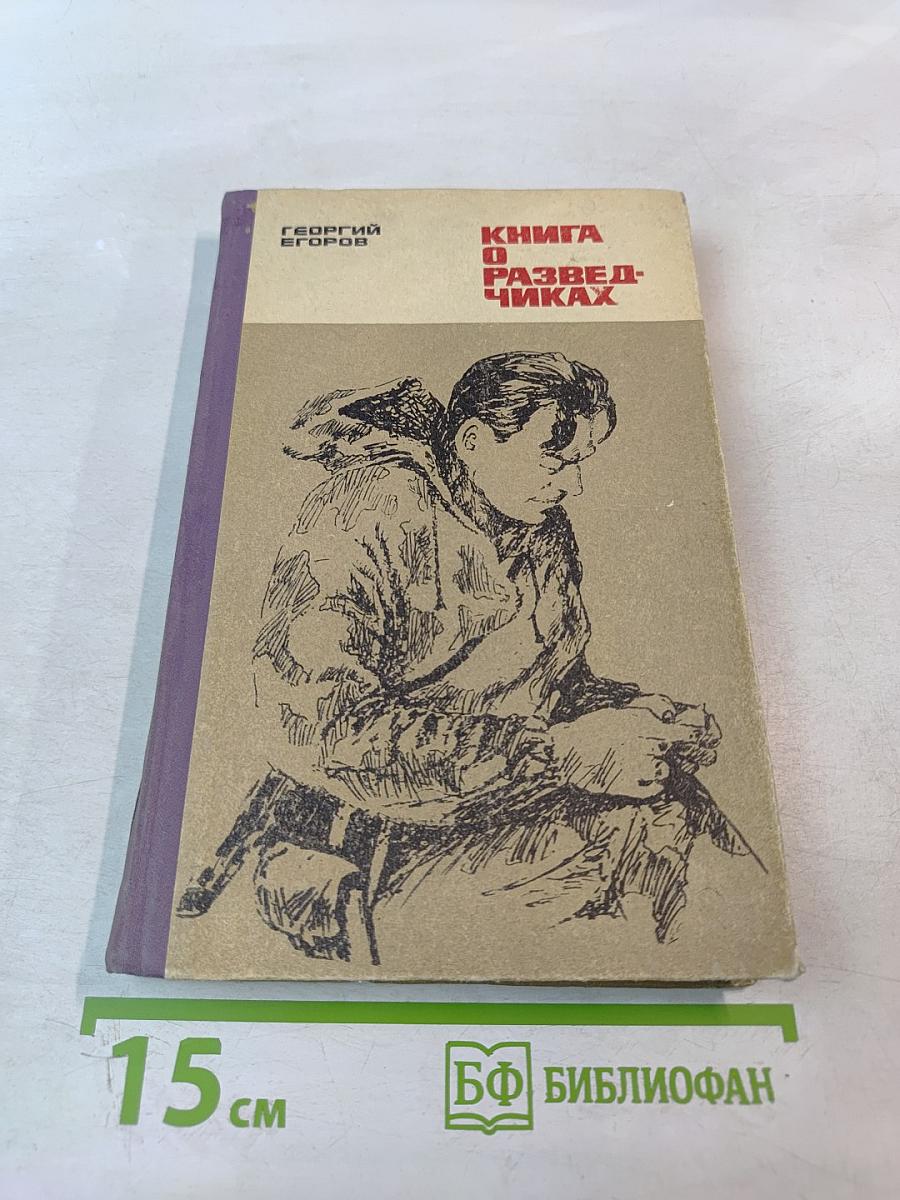 ГЕОРГИЙ
ЕГОРОВ
КНИГА
О
РАЗВЕД-
ЧИКАХ
15 см
БФ БИБЛИОФАН